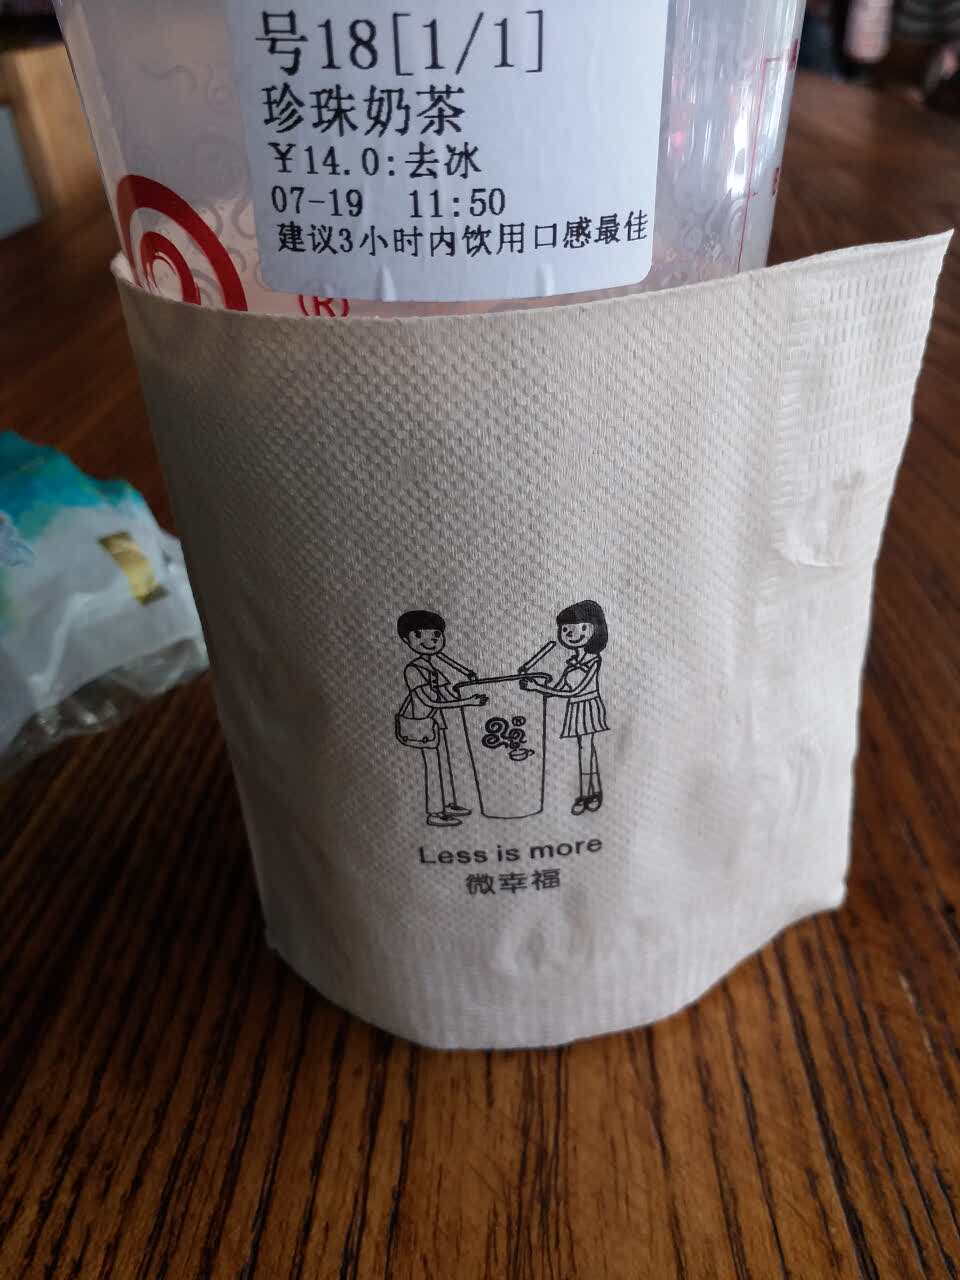 号18[1/1]
珍珠奶茶
￥14.0:去冰
07-19 11:50
建议3小时内饮用口感最佳
®
®
Less is more
微幸福